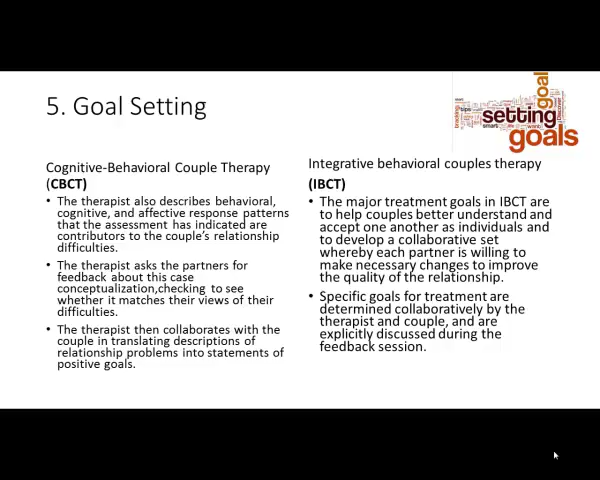 5. Goal Setting
goal
setting
goals
smart
tips
want
Cognitive-Behavioral Couple Therapy
(CBCT)
• The therapist also describes behavioral,
cognitive, and affective response patterns
that the assessment has indicated are
contributors to the couple’s relationship
difficulties.
• The therapist asks the partners for
feedback about this case
conceptualization,checking to see
whether it matches their views of their
difficulties.
• The therapist then collaborates with the
couple in translating descriptions of
relationship problems into statements of
positive goals.
Integrative behavioral couples therapy
(IBCT)
• The major treatment goals in IBCT are
to help couples better understand and
accept one another as individuals and
to develop a collaborative set
whereby each partner is willing to
make necessary changes to improve
the quality of the relationship.
• Specific goals for treatment are
determined collaboratively by the
therapist and couple, and are
explicitly discussed during the
feedback session.